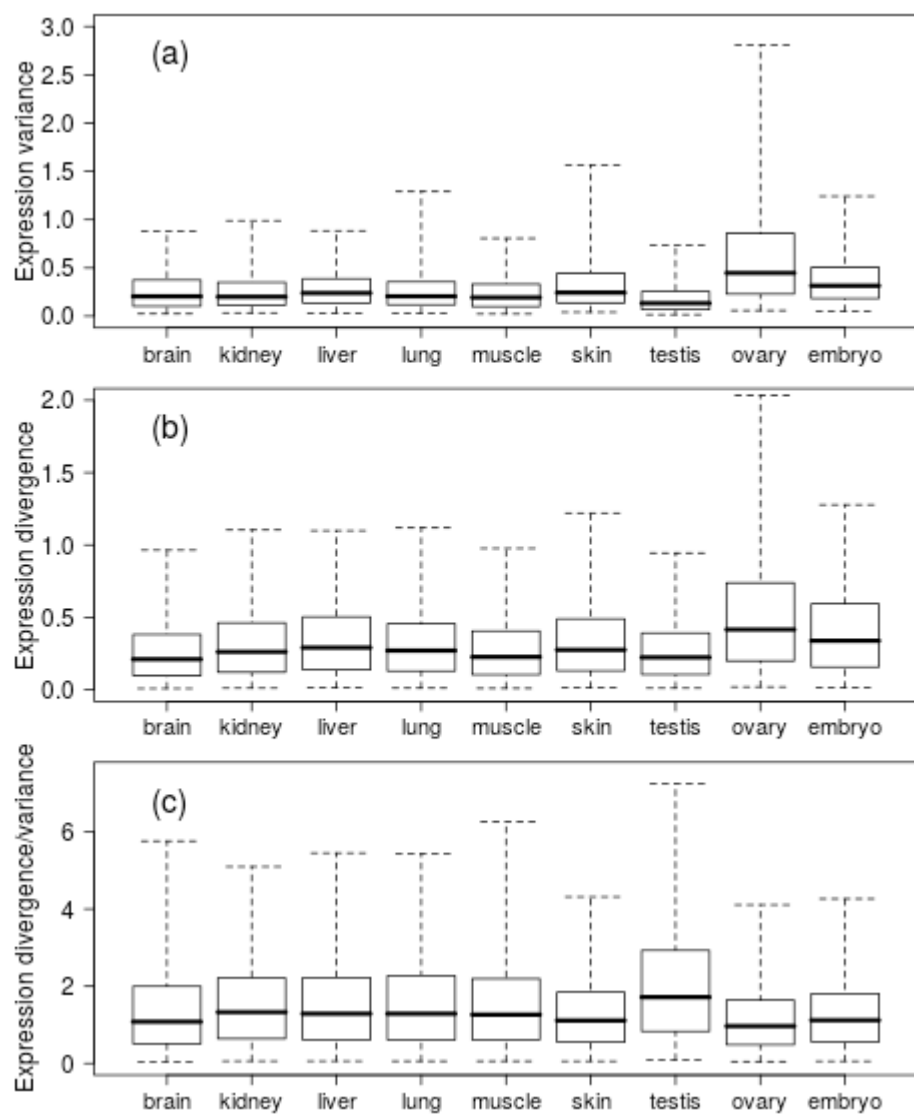 (a)
Expression variance
3.0
2.5
2.0
1.5
1.0
0.5
0.0
brain kidney liver lung muscle skin testis ovary embryo
(b)
Expression divergence
2.0
1.5
1.0
0.5
0.0
brain kidney liver lung muscle skin testis ovary embryo
(c)
Expression divergence/variance
6
4
2
0
brain kidney liver lung muscle skin testis ovary embryo